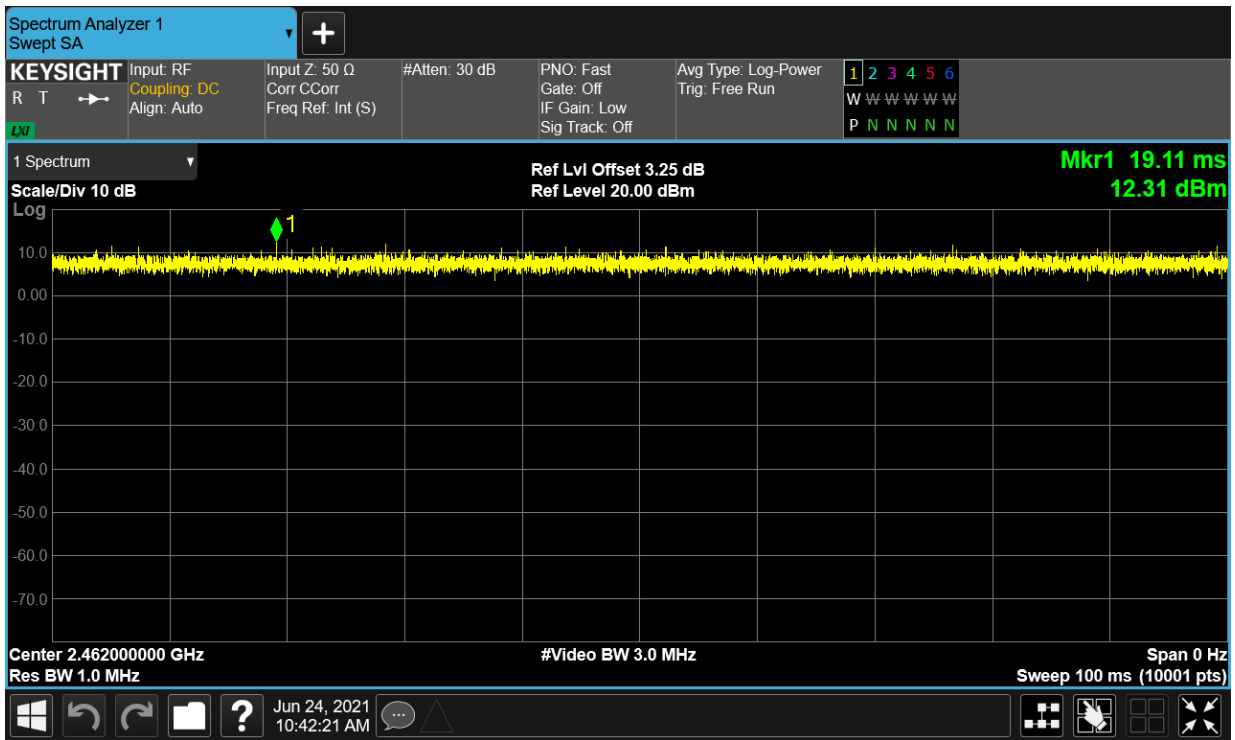 Spectrum Analyzer 1
Swept SA
+
KEYSIGHT
R T
LXI
Input: RF
Coupling: DC
Align: Auto
Input Z: 50 Ω
Corr CCorr
Freq Ref: Int (S)
#Atten: 30 dB
PNO: Fast
Gate: Off
IF Gain: Low
Sig Track: Off
Avg Type: Log-Power
Trig: Free Run
1 2 3 4 5 6
W W W W W W
P N N N N N
1 Spectrum
Scale/Div 10 dB
Log
Ref Lvl Offset 3.25 dB
Ref Level 20.00 dBm
Mkr1 19.11 ms
12.31 dBm
1
10.0
0.00
-10.0
-20.0
-30.0
-40.0
-50.0
-60.0
-70.0
Center 2.462000000 GHz
Res BW 1.0 MHz
#Video BW 3.0 MHz
Span 0 Hz
Sweep 100 ms (10001 pts)
?
Jun 24, 2021
10:42:21 AM